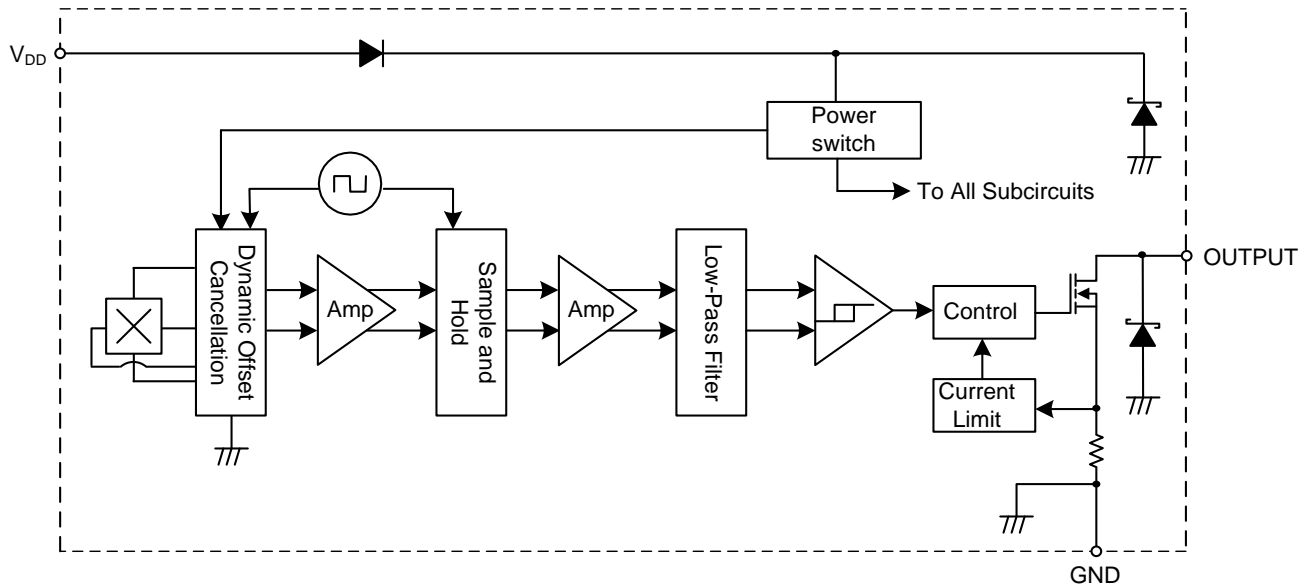 V_DD
Power
switch
To All Subcircuits
Dynamic Offset
Cancellation
Amp
Sample and
Hold
Amp
Low-Pass Filter
Control
Current
Limit
OUTPUT
GND